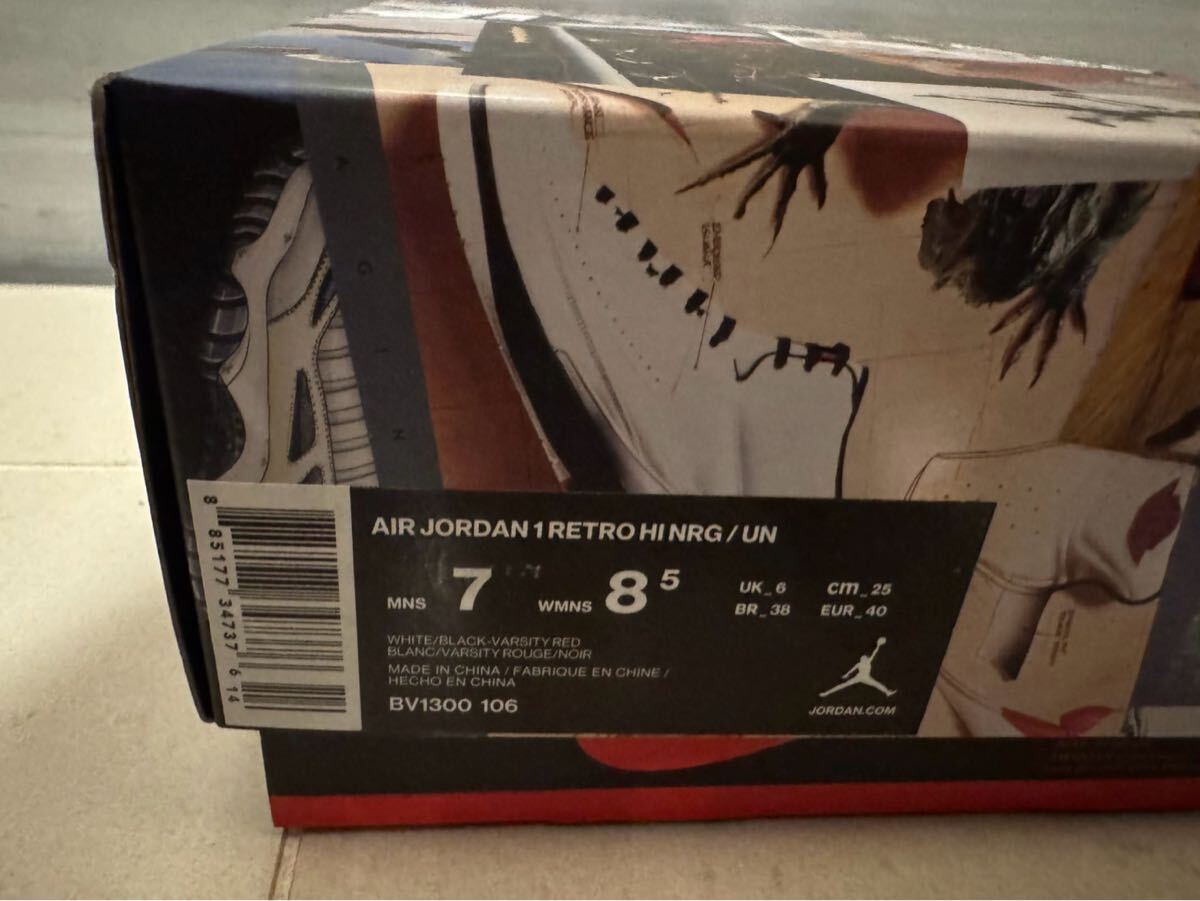 A
G
I
N
AIR JORDAN 1 RETRO HI NRG / UN
MNS 7 WMNS 8 5 UK_6 cm_25
BR_38 EUR_40
WHITE/BLACK-VARSITY RED
BLANC/VARSITY ROUGE/NOIR
MADE IN CHINA / FABRIQUE EN CHINE /
HECHO EN CHINA
BV1300 106
JORDAN.COM
8 85177 34737 6 14